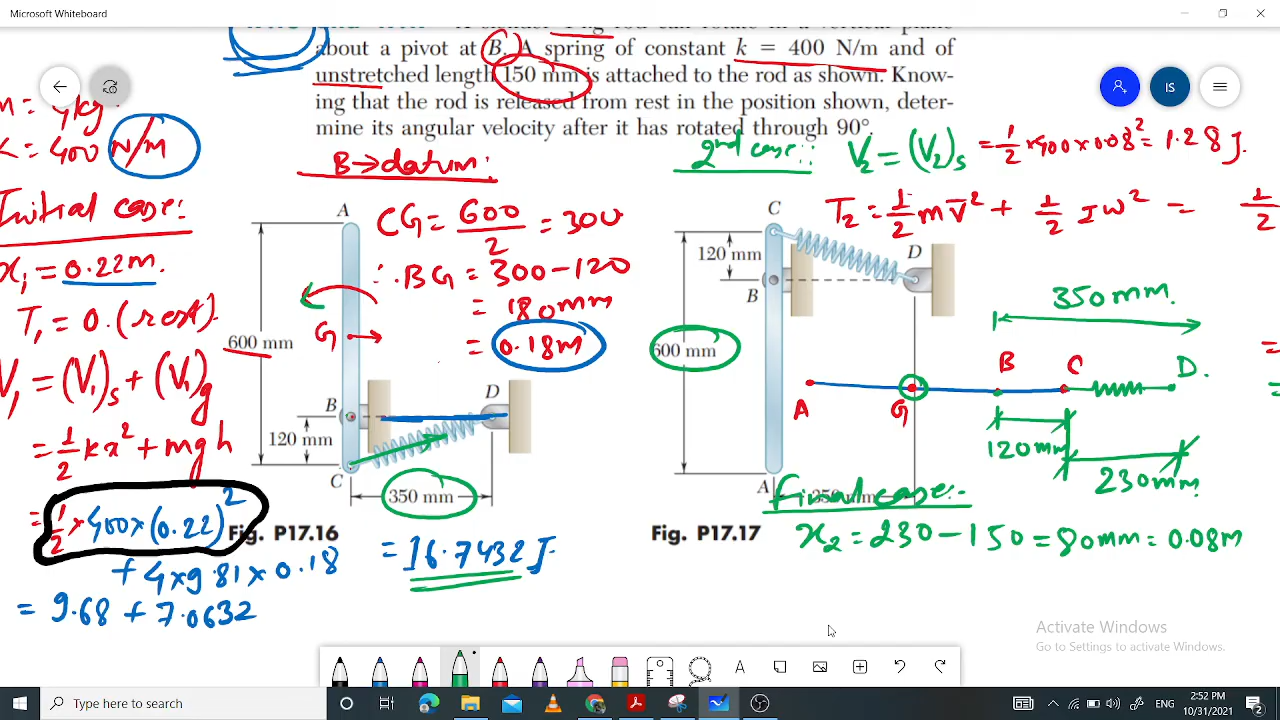 Microsoft Whiteboard
about a pivot at B. A spring of constant k = 400 N/m and of
unstretched length 150 mm is attached to the rod as shown. Know-
ing that the rod is released from rest in the position shown, deter-
mine its angular velocity after it has rotated through 90°.
IS
= 4kg
= 400 N/m
Initial case:
x₁ = 0.22m.
T₁ = 0. (rest).
V₁ = (V₁)s + (V₁)g
= 1/2 kx² + mgh
= 1/2 × 400 × (0.22)²
+ 4×9.81×0.18
= 9.68 + 7.0632
= 16.7432 J.
B→datum:
CG = 600/2 = 300
∴ BG = 300 - 120
= 180mm
= 0.18m
A
600 mm
G
B
D
120 mm
C
350 mm
Fig. P17.16
2nd case:
V₂ = (V₂)s = 1/2 × 400 × 0.08² = 1.28 J.
T₂ = 1/2 m v̄² + 1/2 I ω² = 1/2
=
=
C
120 mm
D
B
600 mm
A
Fig. P17.17
350mm.
B C D.
A G
120mm
230mm
Final case:
x₂ = 230 - 150 = 80mm = 0.08m
Activate Windows
Go to Settings to activate Windows.
A
Type here to search
ENG
2:52 PM
10/31/2021
2